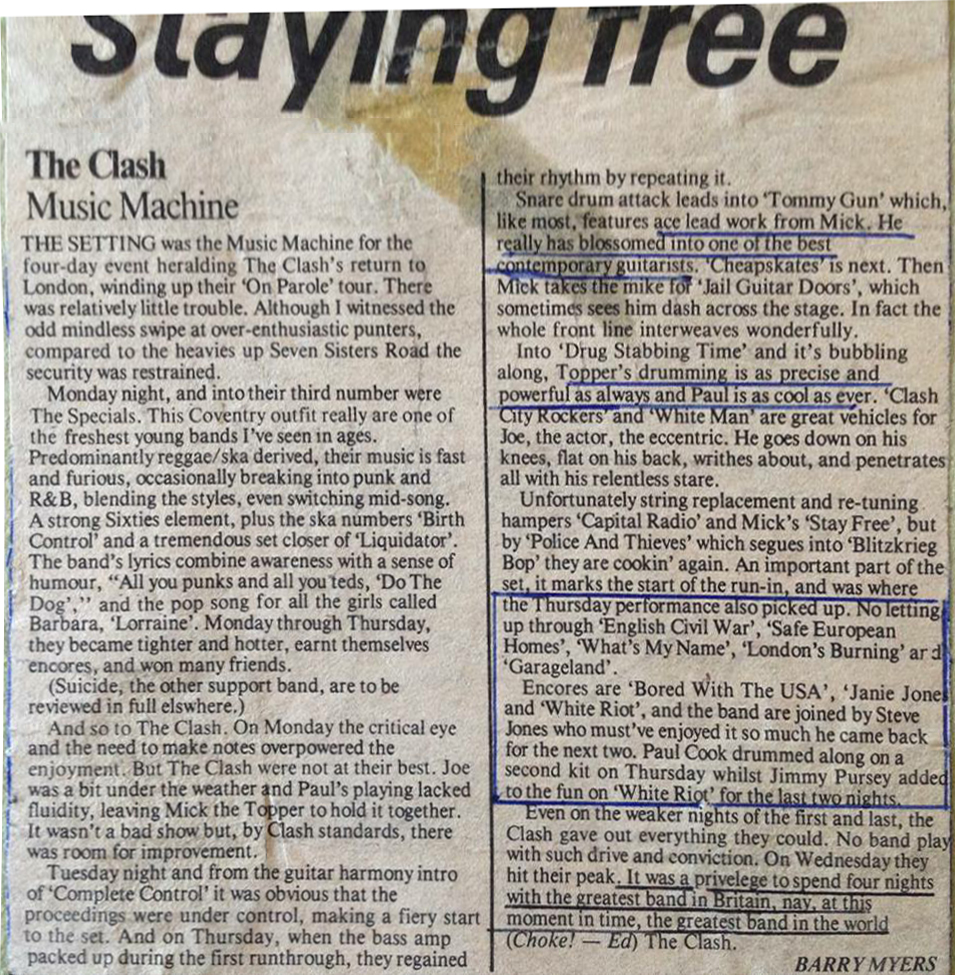 Staying free
The Clash
Music Machine
THE SETTING was the Music Machine for the
four-day event heralding The Clash's return to
London, winding up their 'On Parole' tour. There
was relatively little trouble. Although I witnessed the
odd mindless swipe at over-enthusiastic punters,
compared to the heavies up Seven Sisters Road the
security was restrained.
Monday night, and into their third number were
The Specials. This Coventry outfit really are one of
the freshest young bands I've seen in ages.
Predominantly reggae/ska derived, their music is fast
and furious, occasionally breaking into punk and
R&B, blending the styles, even switching mid-song.
A strong Sixties element, plus the ska numbers 'Birth
Control' and a tremendous set closer of 'Liquidator'.
The band's lyrics combine awareness with a sense of
humour, "All you punks and all you teds, 'Do The
Dog'," and the pop song for all the girls called
Barbara, 'Lorraine'. Monday through Thursday,
they became tighter and hotter, earnt themselves
encores, and won many friends.
(Suicide, the other support band, are to be
reviewed in full elswhere.)
And so to The Clash. On Monday the critical eye
and the need to make notes overpowered the
enjoyment. But The Clash were not at their best. Joe
was a bit under the weather and Paul's playing lacked
fluidity, leaving Mick the Topper to hold it together.
It wasn't a bad show but, by Clash standards, there
was room for improvement.
Tuesday night and from the guitar harmony intro
of 'Complete Control' it was obvious that the
proceedings were under control, making a fiery start
to the set. And on Thursday, when the bass amp
packed up during the first runthrough, they regained
their rhythm by repeating it.
Snare drum attack leads into 'Tommy Gun' which,
like most, features ace lead work from Mick. He
really has blossomed into one of the best
contemporary guitarists. 'Cheapskates' is next. Then
Mick takes the mike for 'Jail Guitar Doors', which
sometimes sees him dash across the stage. In fact the
whole front line interweaves wonderfully.
Into 'Drug Stabbing Time' and it's bubbling
along, Topper's drumming is as precise and
powerful as always and Paul is as cool as ever. 'Clash
City Rockers' and 'White Man' are great vehicles for
Joe, the actor, the eccentric. He goes down on his
knees, flat on his back, writhes about, and penetrates
all with his relentless stare.
Unfortunately string replacement and re-tuning
hampers 'Capital Radio' and Mick's 'Stay Free', but
by 'Police And Thieves' which segues into 'Blitzkrieg
Bop' they are cookin' again. An important part of the
set, it marks the start of the run-in, and was where
the Thursday performance also picked up. No letting
up through 'English Civil War', 'Safe European
Homes', 'What's My Name', 'London's Burning' and
'Garageland'.
Encores are 'Bored With The USA', 'Janie Jones
and 'White Riot', and the band are joined by Steve
Jones who must've enjoyed it so much he came back
for the next two. Paul Cook drummed along on a
second kit on Thursday whilst Jimmy Pursey added
to the fun on 'White Riot' for the last two nights.
Even on the weaker nights of the first and last, the
Clash gave out everything they could. No band play
with such drive and conviction. On Wednesday they
hit their peak. It was a privelege to spend four nights
with the greatest band in Britain, nay, at this
moment in time, the greatest band in the world
(Choke! — Ed) The Clash.
BARRY MYERS